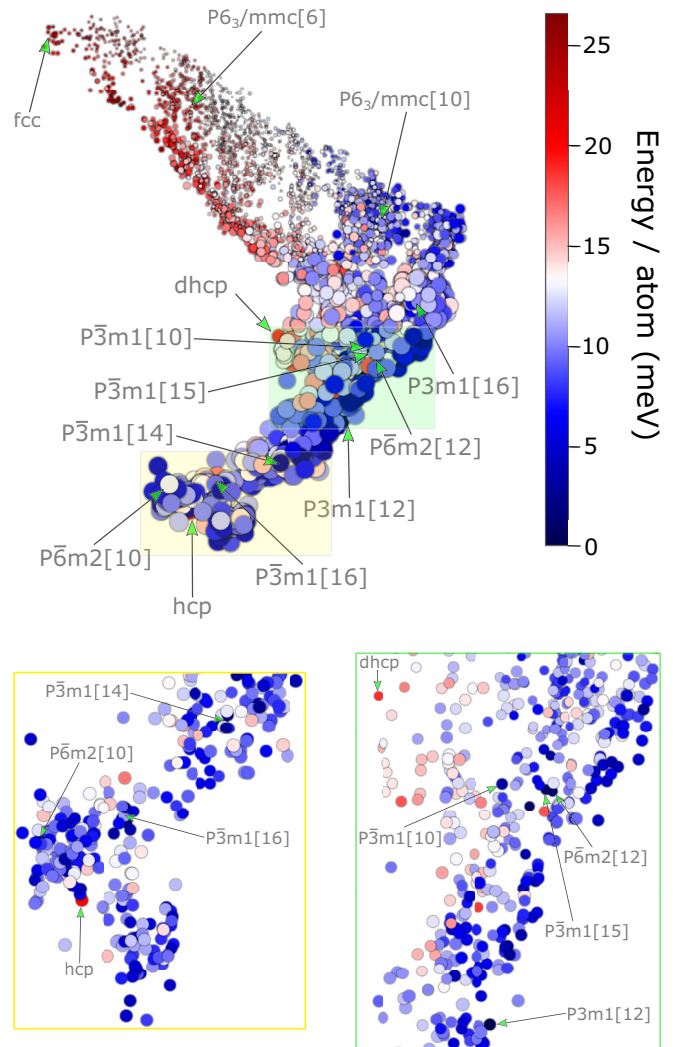 P6₃/mmc[6]
fcc
P6₃/mmc[10]
dhcp
P3̅m1[10]
P3̅m1[15]
P3m1[16]
P3̅m1[14]
P6̅m2[12]
P3m1[12]
P6̅m2[10]
P3̅m1[16]
hcp
25
20
15
10
5
0
Energy / atom (meV)
P3̅m1[14]
P6̅m2[10]
P3̅m1[16]
hcp
dhcp
P3̅m1[10]
P6̅m2[12]
P3̅m1[15]
P3m1[12]